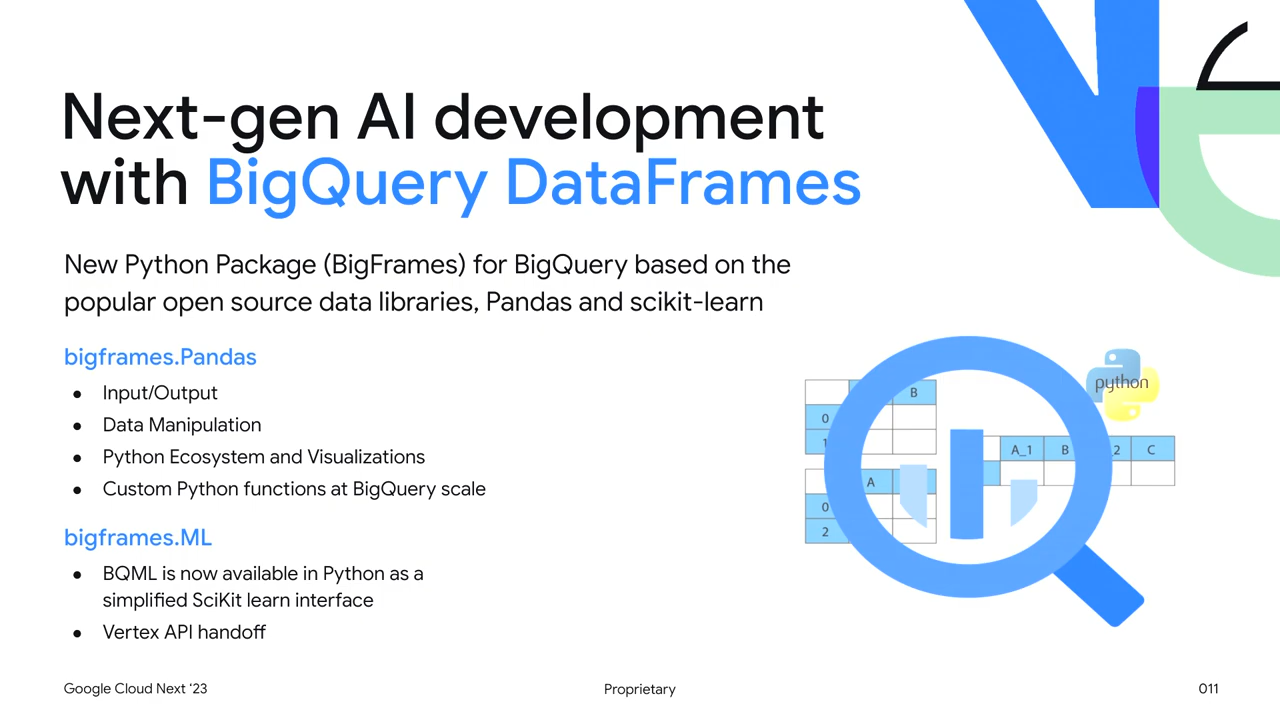 Next-gen AI development
with BigQuery DataFrames
New Python Package (BigFrames) for BigQuery based on the
popular open source data libraries, Pandas and scikit-learn
bigframes.Pandas
● Input/Output
● Data Manipulation
● Python Ecosystem and Visualizations
● Custom Python functions at BigQuery scale
bigframes.ML
● BQML is now available in Python as a
simplified SciKit learn interface
● Vertex API handoff
python
B
0
1
A_1 B 2 C
A
0
2
Google Cloud Next ‘23
Proprietary
011